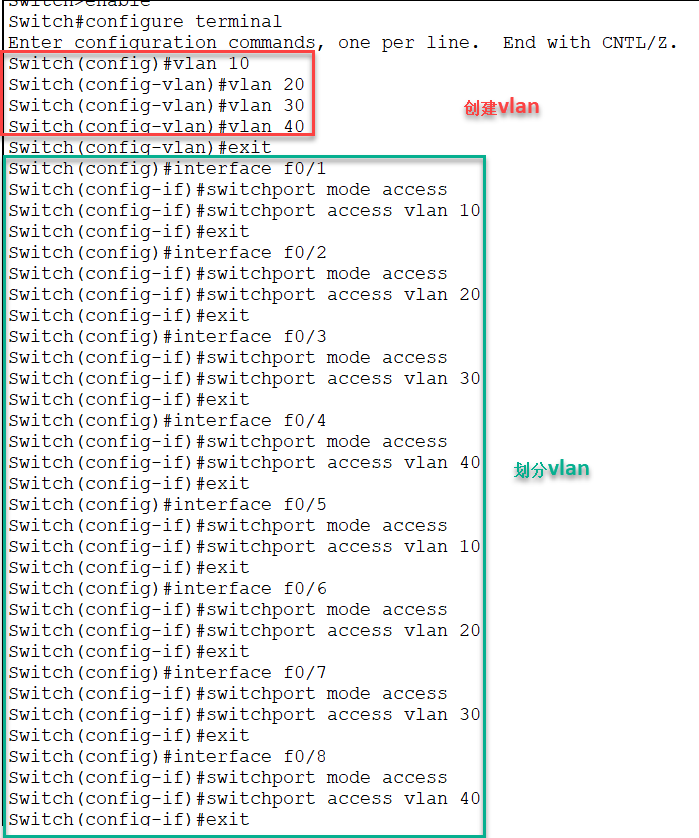 Switch>enable
Switch#configure terminal
Enter configuration commands, one per line.  End with CNTL/Z.
Switch(config)#vlan 10
Switch(config-vlan)#vlan 20
Switch(config-vlan)#vlan 30
创建vlan
Switch(config-vlan)#vlan 40
Switch(config-vlan)#exit
Switch(config)#interface f0/1
Switch(config-if)#switchport mode access
Switch(config-if)#switchport access vlan 10
Switch(config-if)#exit
Switch(config)#interface f0/2
Switch(config-if)#switchport mode access
Switch(config-if)#switchport access vlan 20
Switch(config-if)#exit
Switch(config)#interface f0/3
Switch(config-if)#switchport mode access
Switch(config-if)#switchport access vlan 30
Switch(config-if)#exit
Switch(config)#interface f0/4
Switch(config-if)#switchport mode access
Switch(config-if)#switchport access vlan 40
划分vlan
Switch(config-if)#exit
Switch(config)#interface f0/5
Switch(config-if)#switchport mode access
Switch(config-if)#switchport access vlan 10
Switch(config-if)#exit
Switch(config)#interface f0/6
Switch(config-if)#switchport mode access
Switch(config-if)#switchport access vlan 20
Switch(config-if)#exit
Switch(config)#interface f0/7
Switch(config-if)#switchport mode access
Switch(config-if)#switchport access vlan 30
Switch(config-if)#exit
Switch(config)#interface f0/8
Switch(config-if)#switchport mode access
Switch(config-if)#switchport access vlan 40
Switch(config-if)#exit